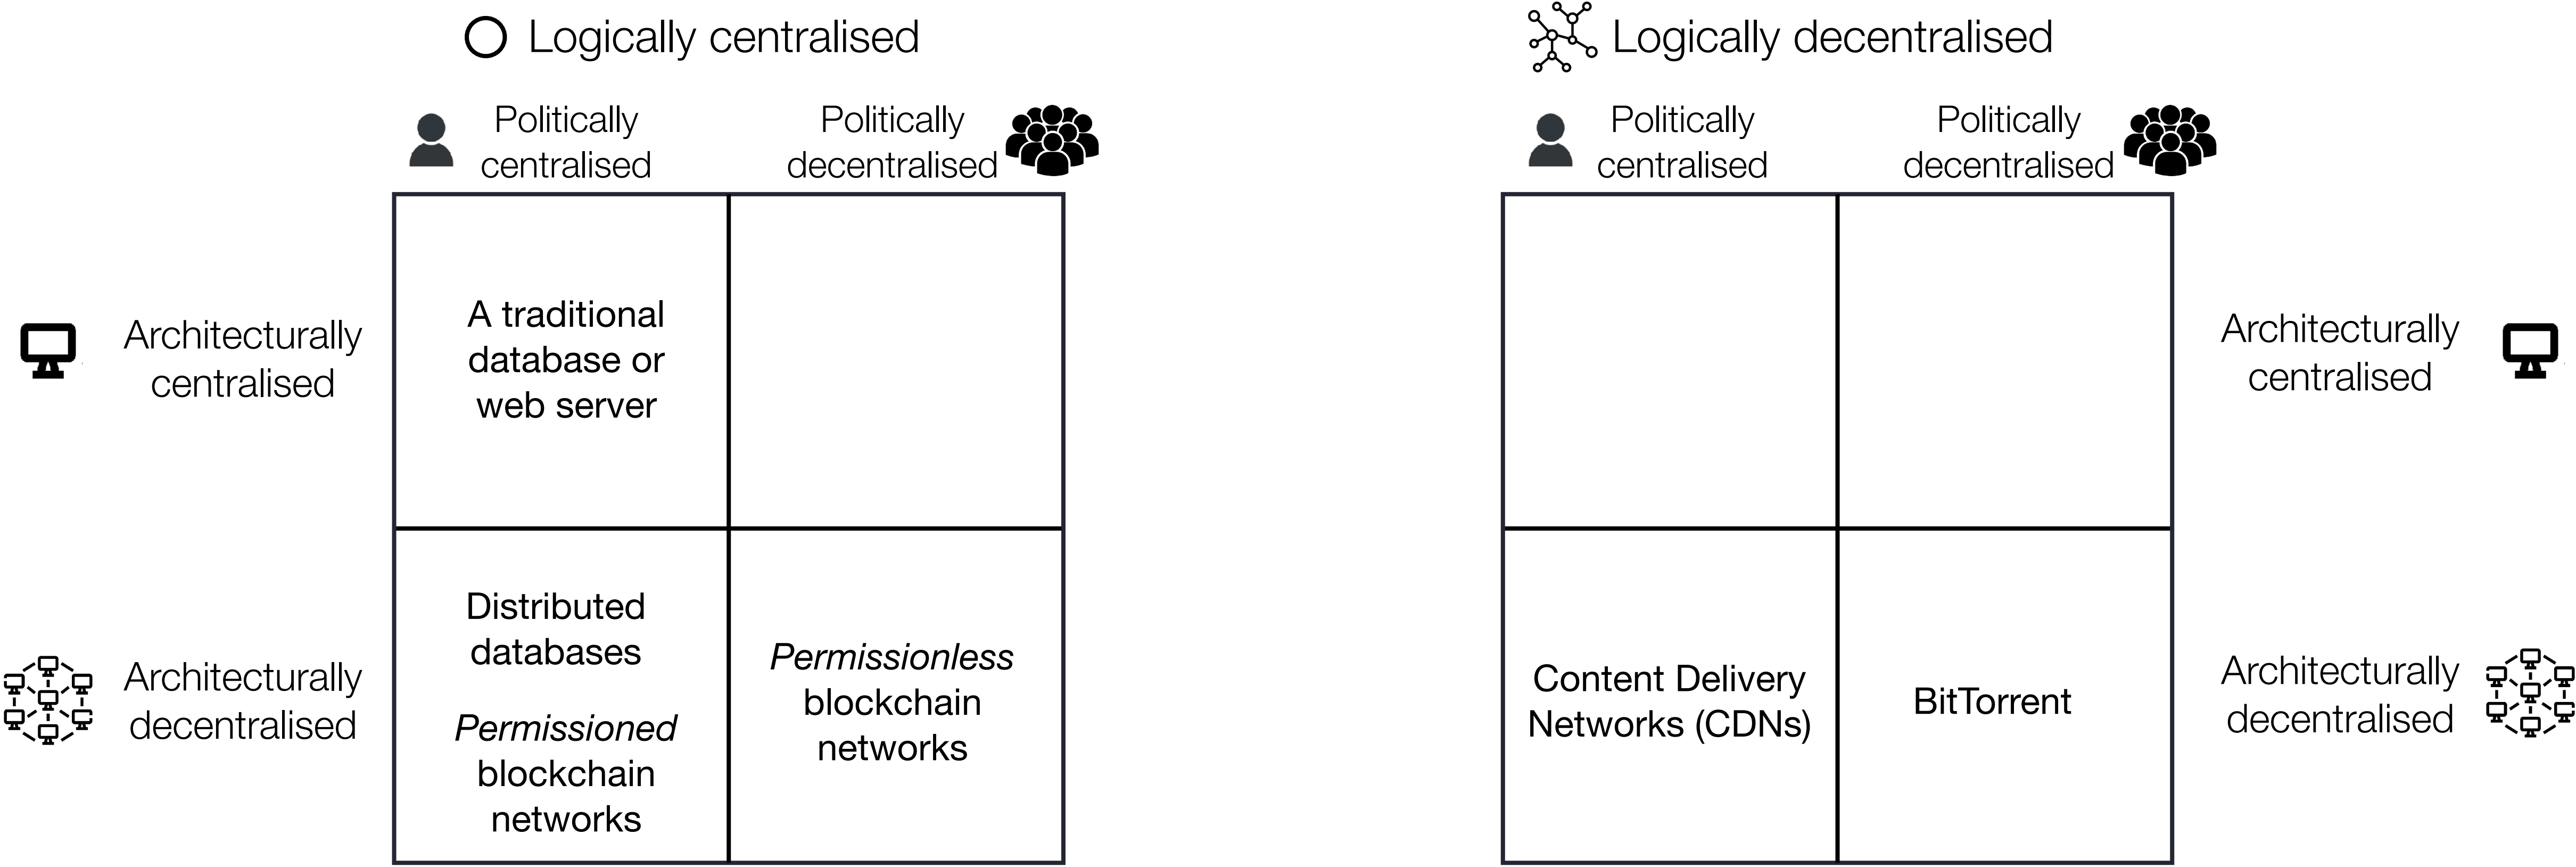 Logically centralised
Politically
centralised
Politically
decentralised
Architecturally
centralised
A traditional
database or
web server
Architecturally
decentralised
Distributed
databases
Permissioned
blockchain
networks
Permissionless
blockchain
networks
Logically decentralised
Politically
centralised
Politically
decentralised
Architecturally
centralised
Content Delivery
Networks (CDNs)
BitTorrent
Architecturally
decentralised